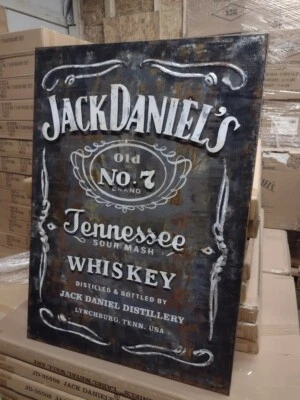 JACK DANIEL'S
Old
NO. 7
BRAND
Tennessee
SOUR MASH
WHISKEY
DISTILLED & BOTTLED BY
JACK DANIEL DISTILLERY
LYNCHBURG, TENN. USA